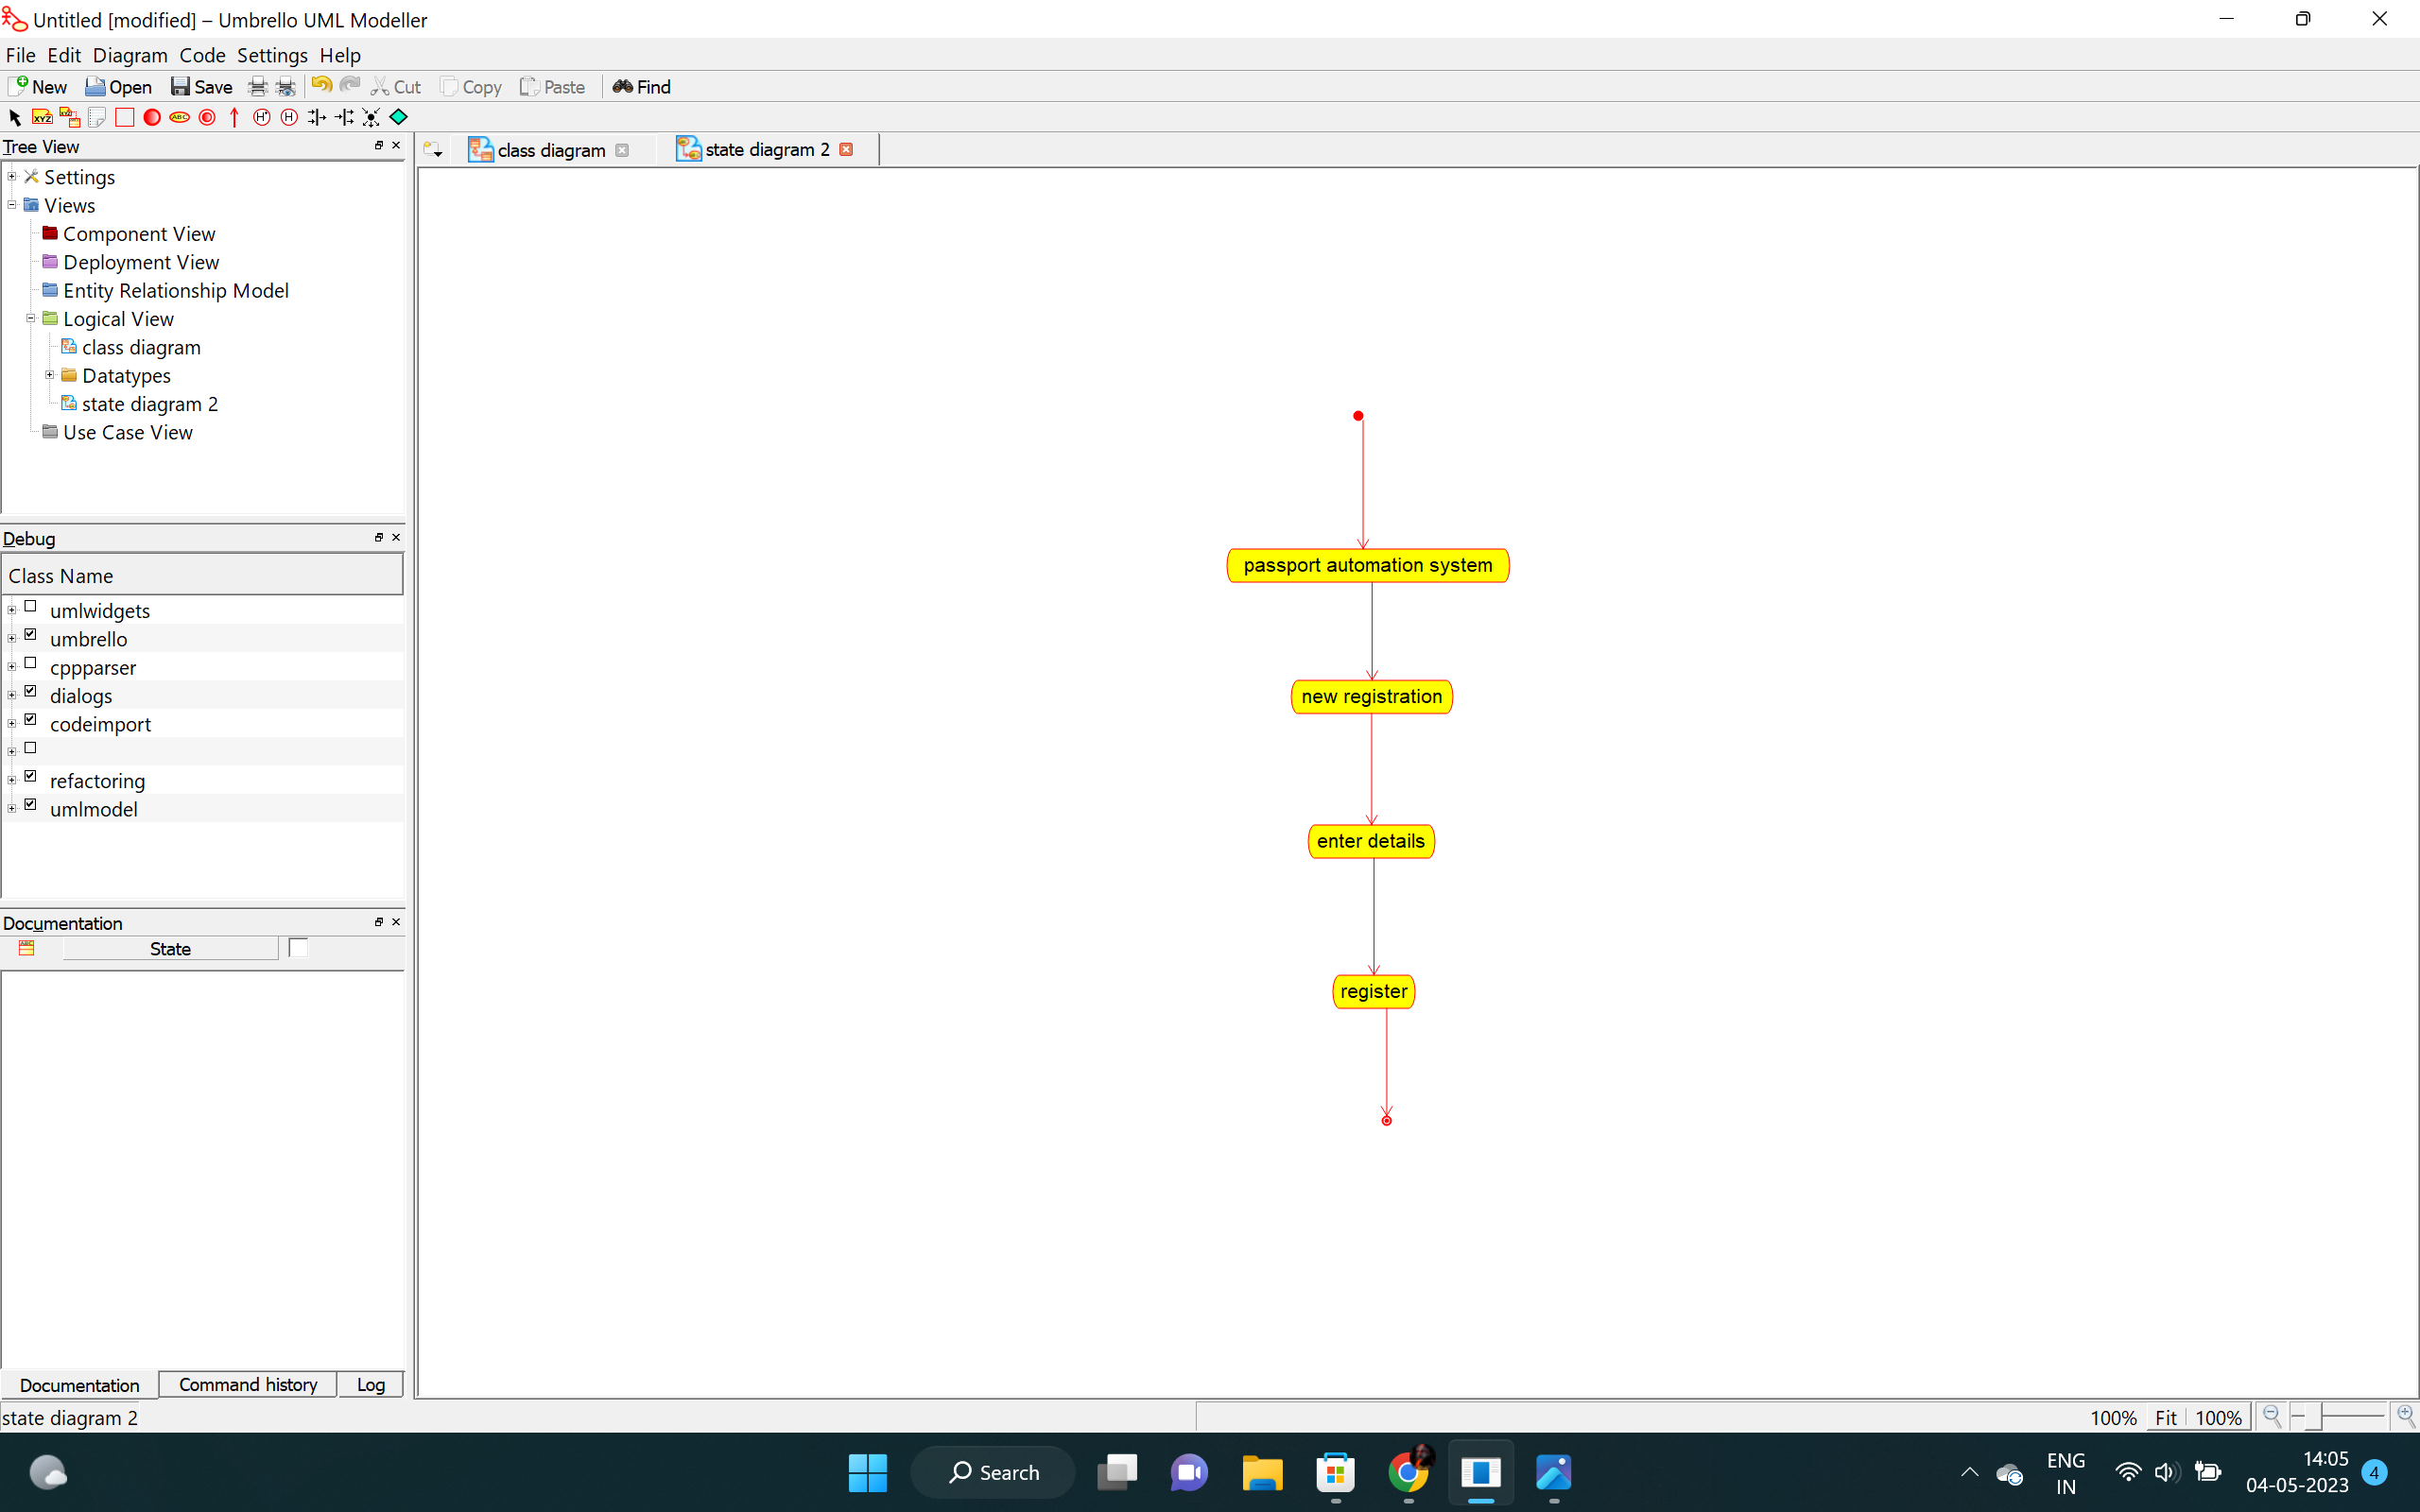 Untitled [modified] – Umbrello UML Modeller
File Edit Diagram Code Settings Help
New Open Save Cut Copy Paste Find
Tree View
class diagram
state diagram 2
Settings
Views
Component View
Deployment View
Entity Relationship Model
Logical View
class diagram
Datatypes
state diagram 2
Use Case View
Debug
Class Name
umlwidgets
umbrello
cppparser
dialogs
codeimport
refactoring
umlmodel
Documentation
State
Documentation Command history Log
passport automation system
new registration
enter details
register
state diagram 2
100% Fit 100%
Search
ENG
IN
14:05
04-05-2023
4